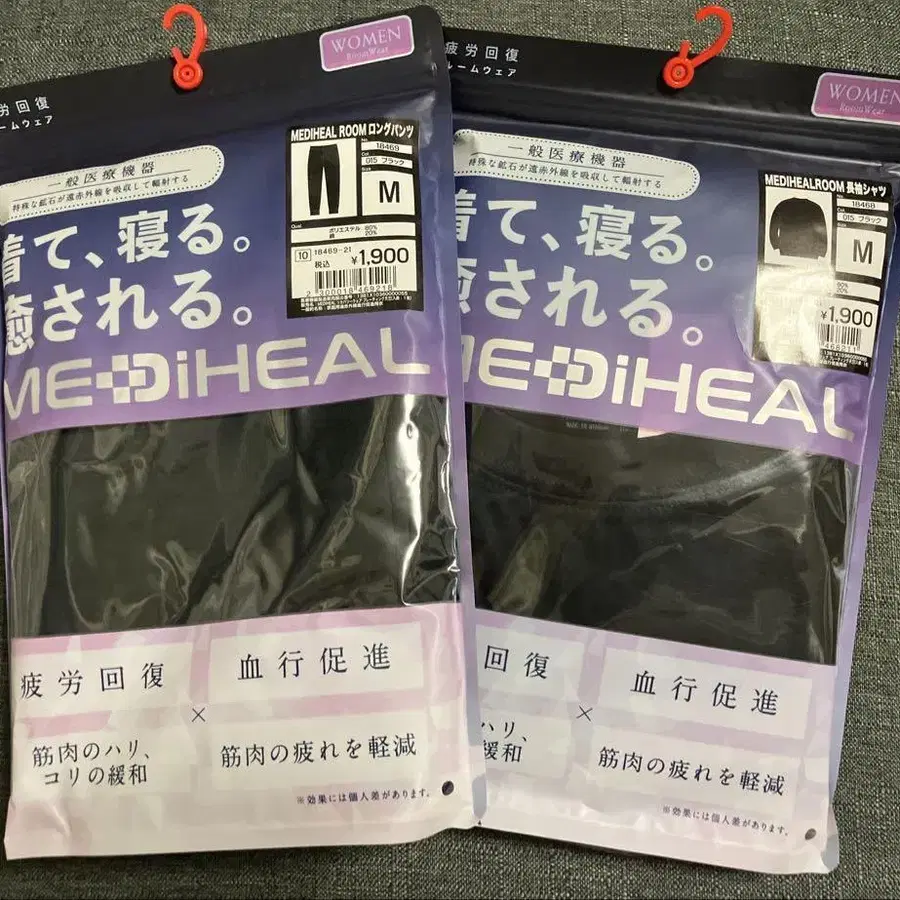 WOMEN
RoomWear
労回復
ームウェア
一般医療機器
特殊な鉱石が遠赤外線を吸収して輻射する
着て、寝る。
癒される。
MEDiHEAL
MEDIHEAL ROOM ロングパンツ
No.
18469
Col.
015 ブラック
Size
M
Qual
ポリエステル 80%
綿 20%
10 18469-21
税込 ¥1,900
2 300018 469218
疲労回復
×
血行促進
筋肉のハリ、
コリの緩和
筋肉の疲れを軽減
※効果には個人差があります。
WOMEN
RoomWear
疲労回復
ルームウェア
一般医療機器
特殊な鉱石が遠赤外線を吸収して輻射する
着て、寝る。
癒される。
MEDiHEAL
MEDIHEALROOM 長袖シャツ
18468
015 ブラック
M
80%
20%
¥1,900
回復
×
血行促進
ハリ、
緩和
筋肉の疲れを軽減
※効果には個人差があります。